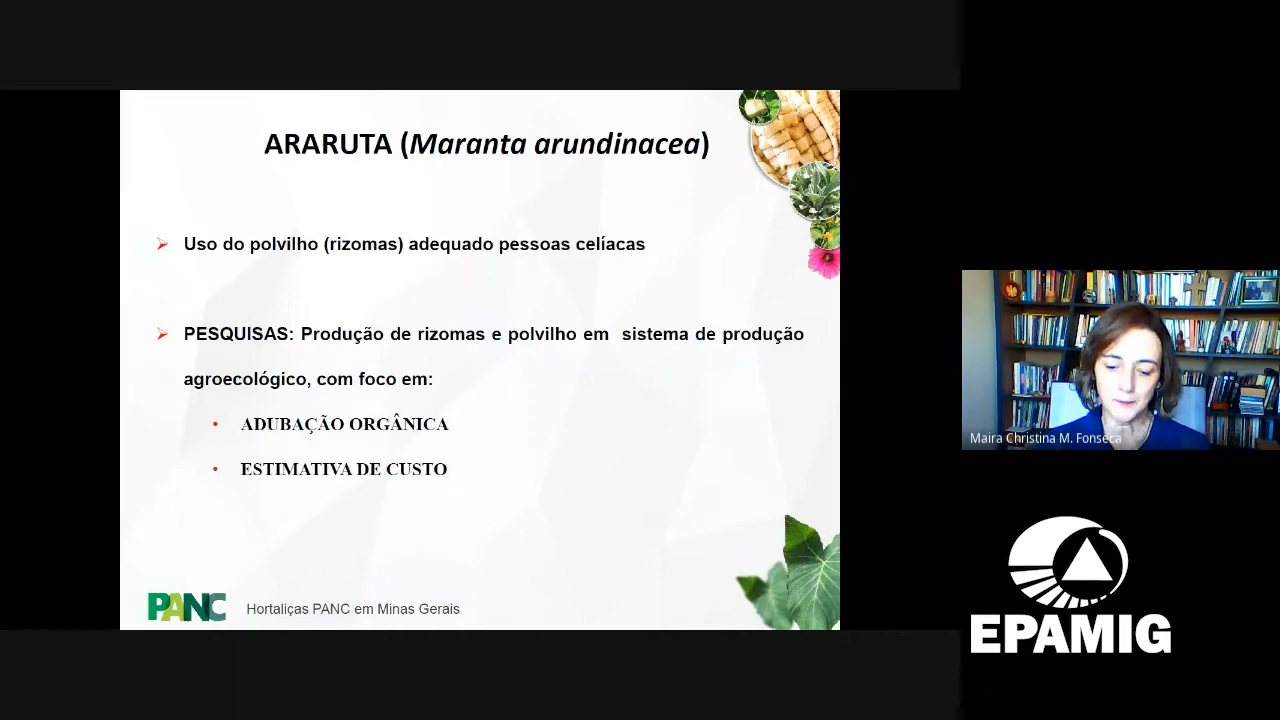 ARARUTA (Maranta arundinacea)
Uso do polvilho (rizomas) adequado pessoas celíacas
PESQUISAS: Produção de rizomas e polvilho em sistema de produção
agroecológico, com foco em:
ADUBAÇÃO ORGÂNICA
ESTIMATIVA DE CUSTO
PANC
Hortaliças PANC em Minas Gerais
Maira Christina M. Fonseca
EPAMIG